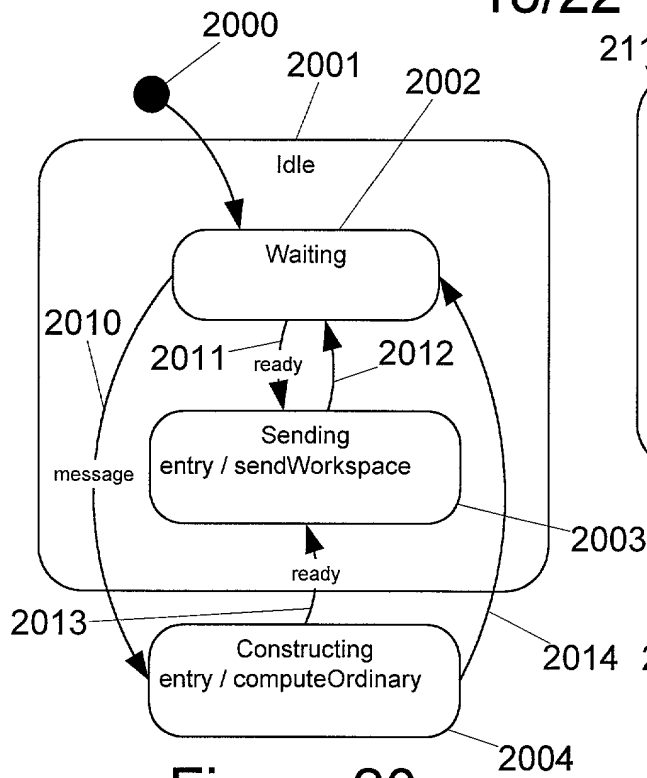 2000
2001
2002
Idle
Waiting
2010
2011
ready
2012
Sending
entry / sendWorkspace
message
2003
ready
2013
Constructing
entry / computeOrdinary
2014
2004